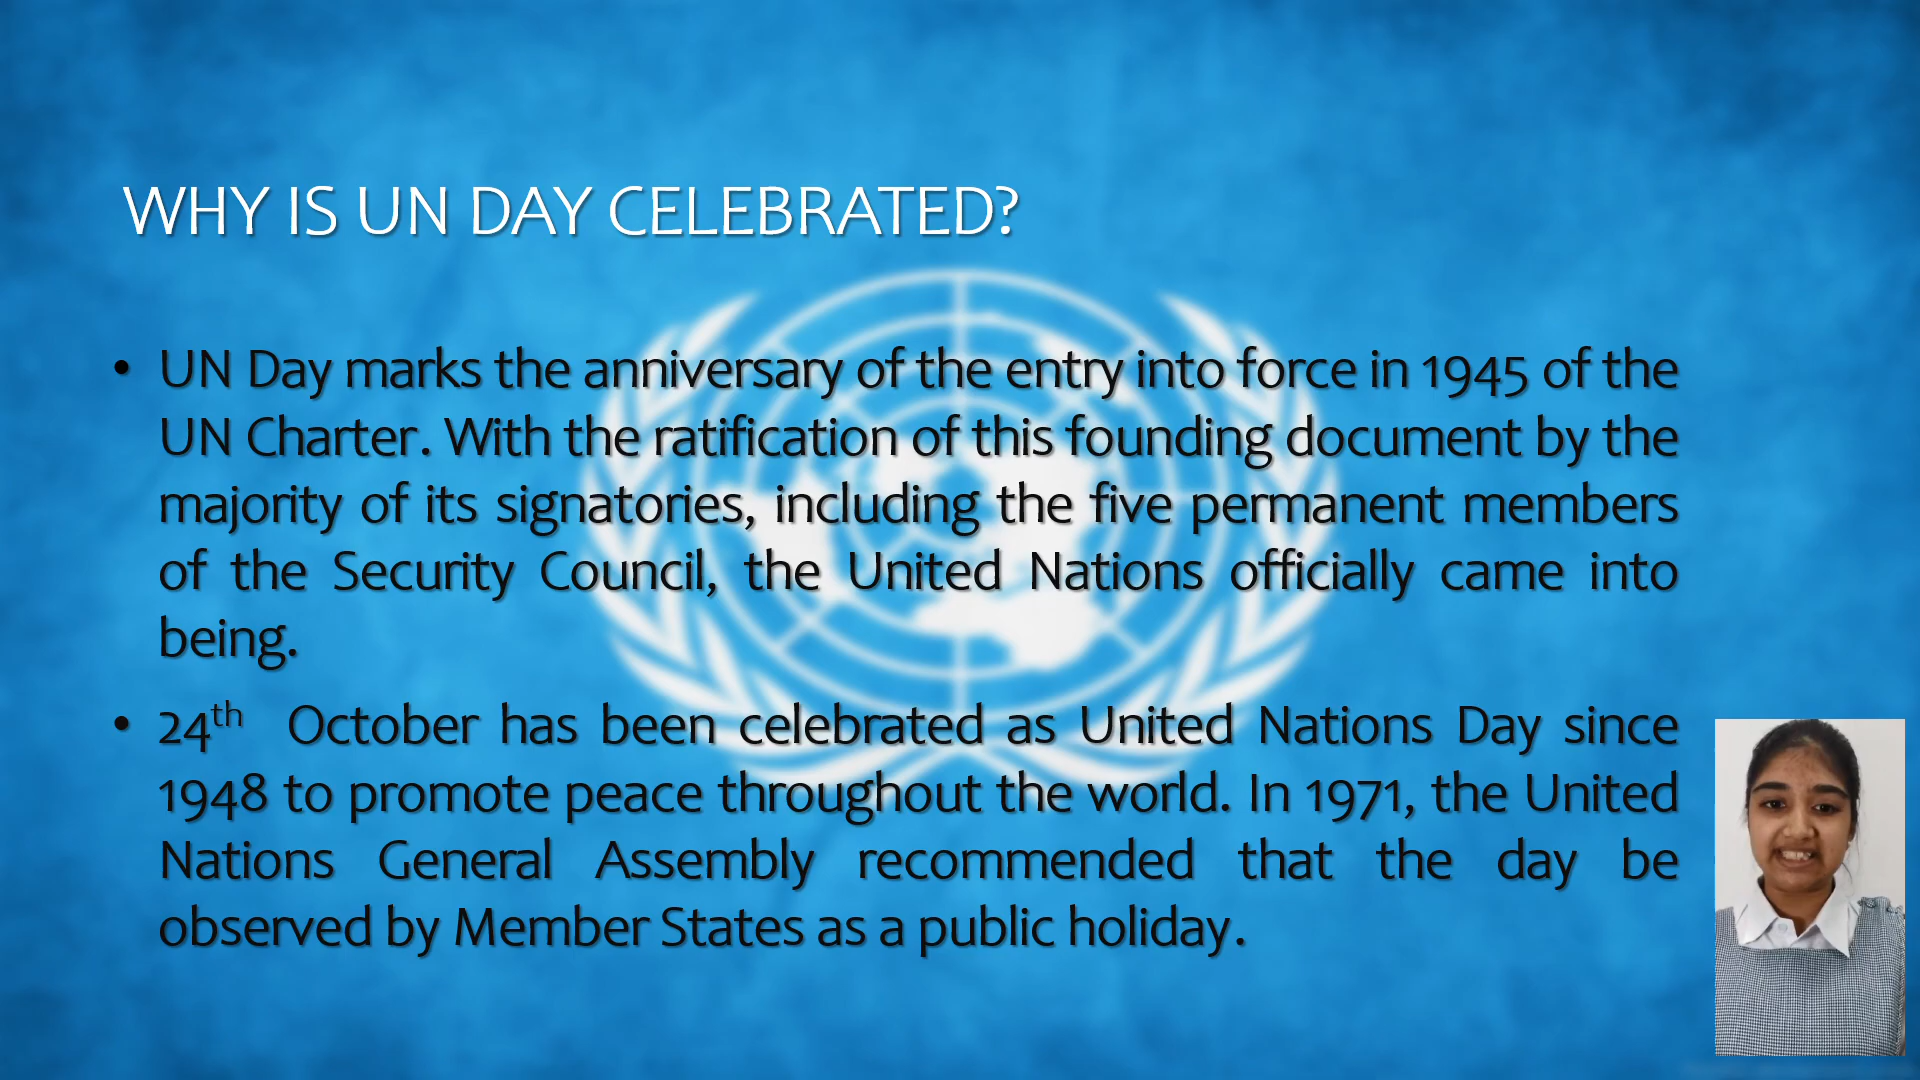 WHY IS UN DAY CELEBRATED?
• UN Day marks the anniversary of the entry into force in 1945 of the
UN Charter. With the ratification of this founding document by the
majority of its signatories, including the five permanent members
of the Security Council, the United Nations officially came into
being.
• 24th October has been celebrated as United Nations Day since
1948 to promote peace throughout the world. In 1971, the United
Nations General Assembly recommended that the day be
observed by Member States as a public holiday.